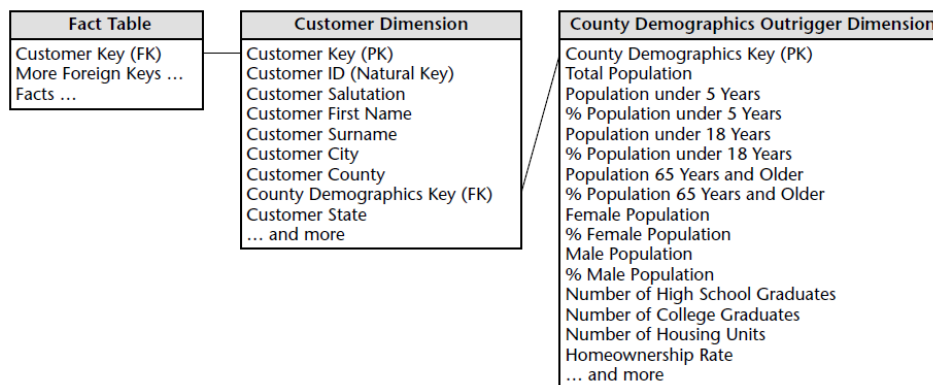 Fact Table
Customer Key (FK)
More Foreign Keys ...
Facts ...
Customer Dimension
Customer Key (PK)
Customer ID (Natural Key)
Customer Salutation
Customer First Name
Customer Surname
Customer City
Customer County
County Demographics Key (FK)
Customer State
... and more
County Demographics Outrigger Dimension
County Demographics Key (PK)
Total Population
Population under 5 Years
% Population under 5 Years
Population under 18 Years
% Population under 18 Years
Population 65 Years and Older
% Population 65 Years and Older
Female Population
% Female Population
Male Population
% Male Population
Number of High School Graduates
Number of College Graduates
Number of Housing Units
Homeownership Rate
... and more